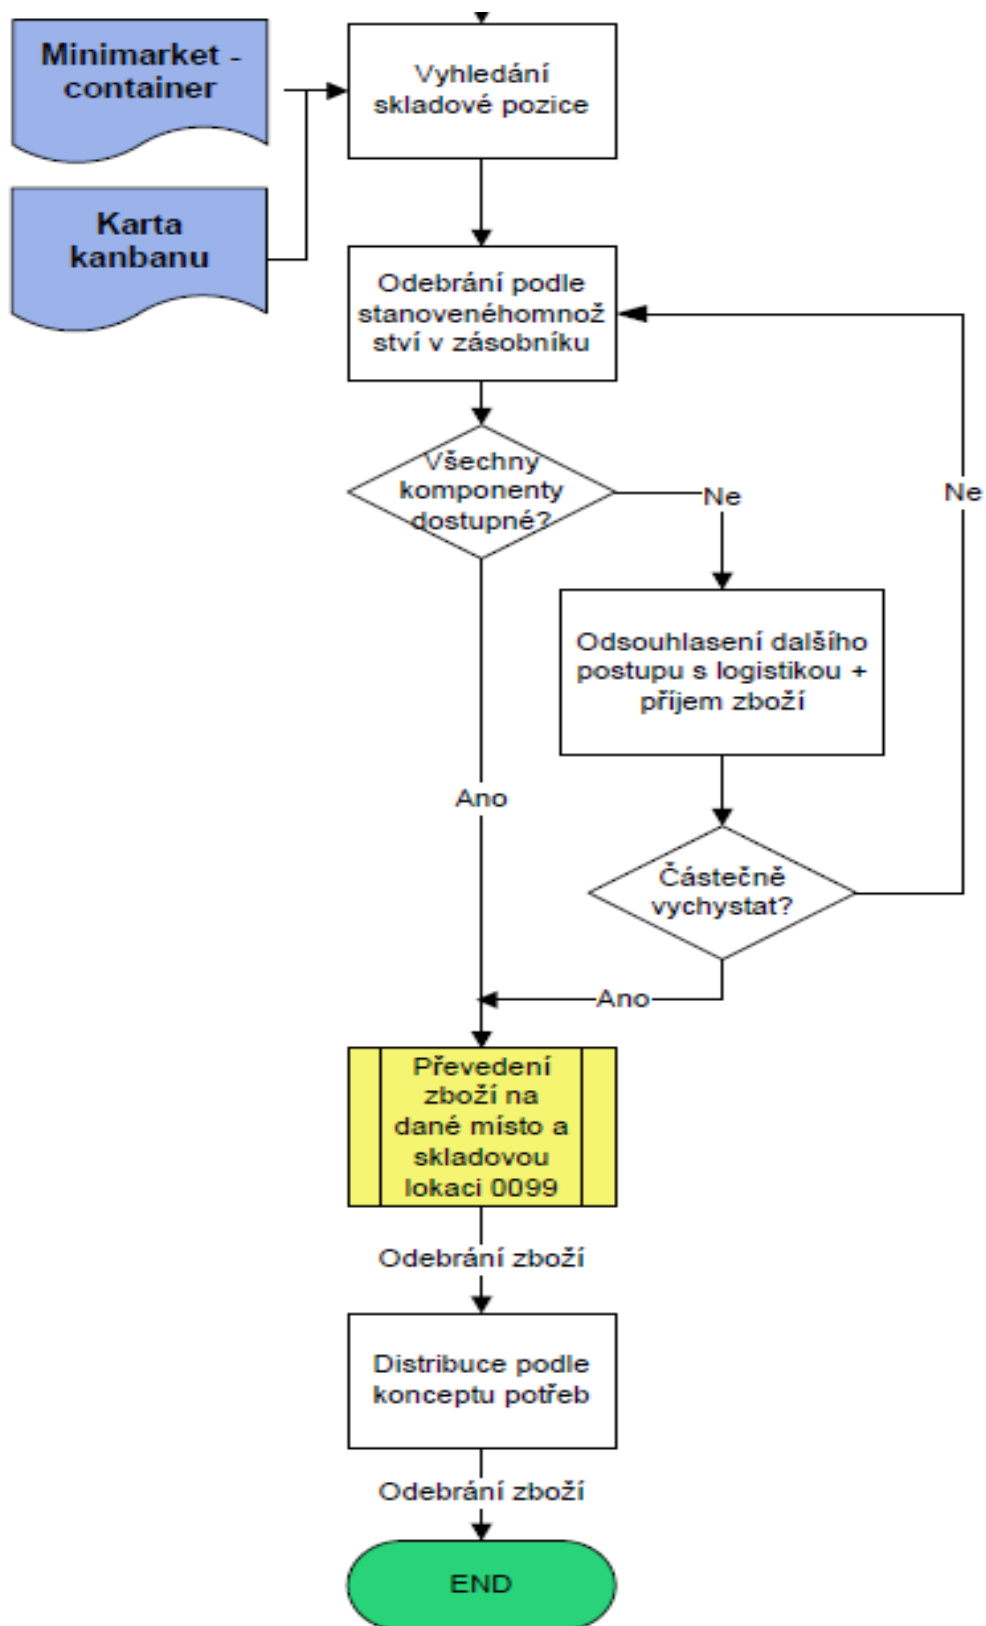 Minimarket -
container
Vyhledání
skladové pozice
Karta
kanbanu
Odebrání podle
stanovenéhomnož
ství v zásobníku
Všechny
komponenty
dostupné?
Ne
Ne
Odsouhlasení dalšího
postupu s logistikou +
příjem zboží
Ano
Částečně
vychystat?
Ano
Převedení
zboží na
dané místo a
skladovou
lokaci 0099
Odebrání zboží
Distribuce podle
konceptu potřeb
Odebrání zboží
END